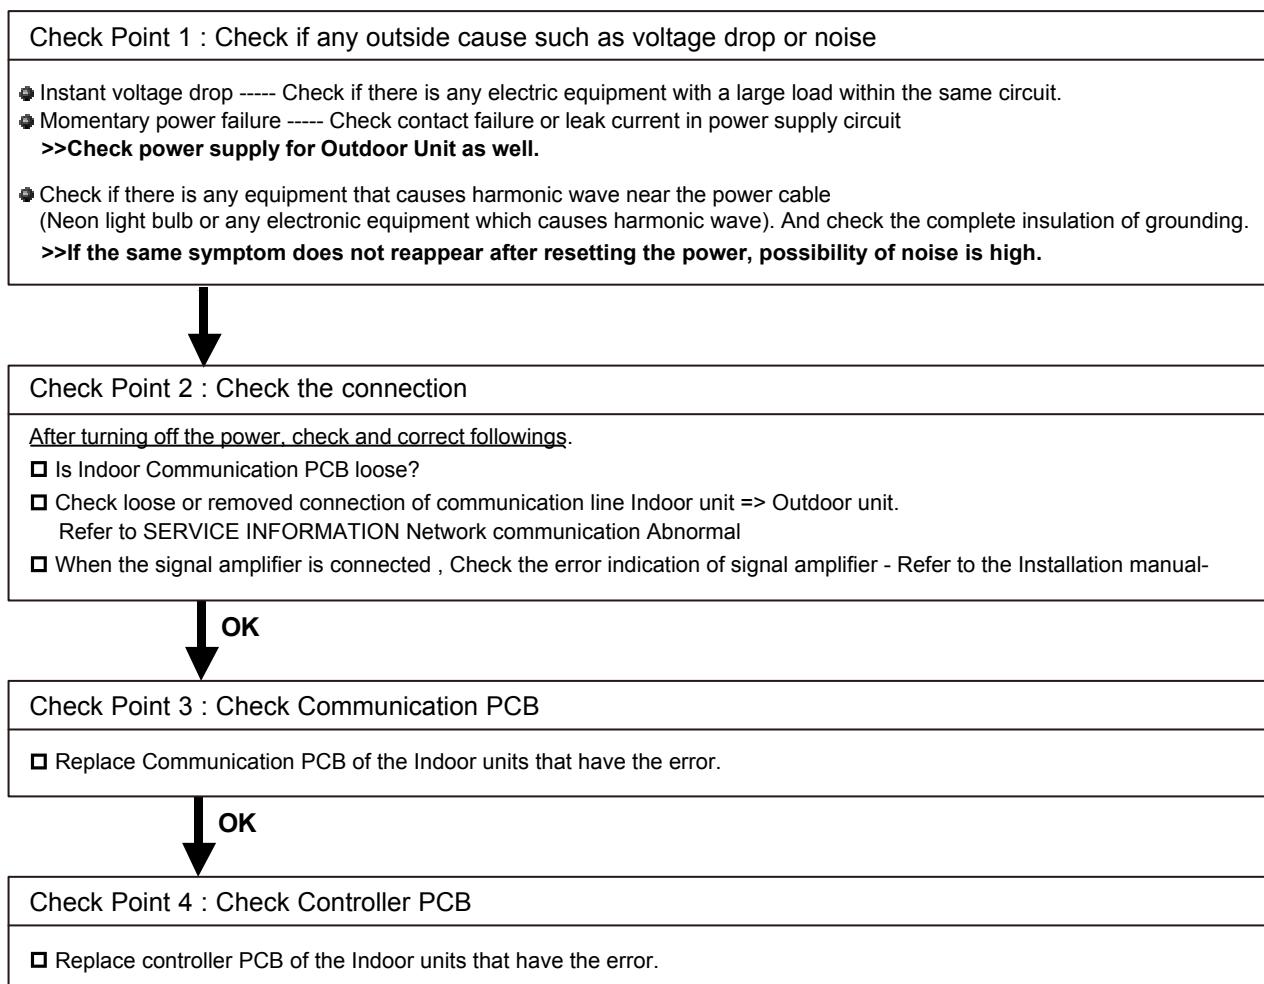 Check Point 1 : Check if any outside cause such as voltage drop or noise
Instant voltage drop ----- Check if there is any electric equipment with a large load within the same circuit.
Momentary power failure ----- Check contact failure or leak current in power supply circuit
>>Check power supply for Outdoor Unit as well.
Check if there is any equipment that causes harmonic wave near the power cable
(Neon light bulb or any electronic equipment which causes harmonic wave). And check the complete insulation of grounding.
>>If the same symptom does not reappear after resetting the power, possibility of noise is high.
Check Point 2 : Check the connection
After turning off the power, check and correct followings.
Is Indoor Communication PCB loose?
Check loose or removed connection of communication line Indoor unit => Outdoor unit.
Refer to SERVICE INFORMATION Network communication Abnormal
When the signal amplifier is connected , Check the error indication of signal amplifier - Refer to the Installation manual-
OK
Check Point 3 : Check Communication PCB
Replace Communication PCB of the Indoor units that have the error.
OK
Check Point 4 : Check Controller PCB
Replace controller PCB of the Indoor units that have the error.